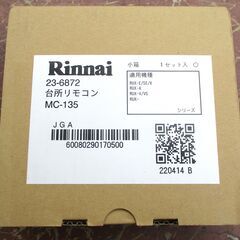 Rinnai
23-6872
台所リモコン
MC-135
小箱
1セット入
適用機種
シリーズ
JGA
60080290170500
220414 B